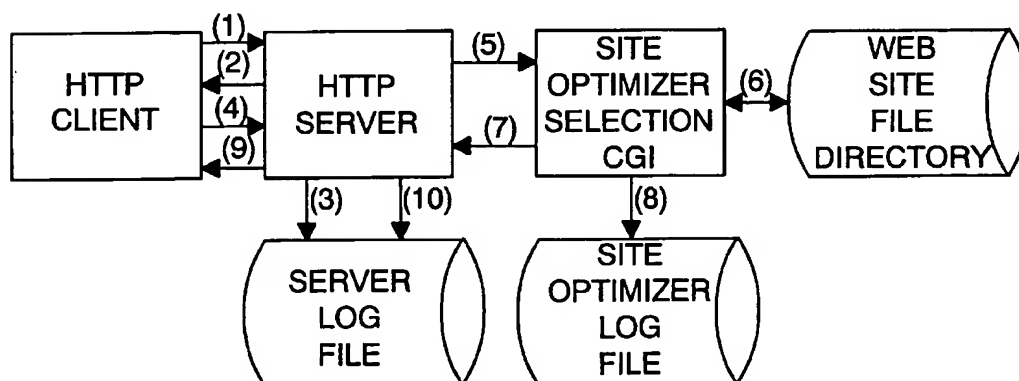 HTTP
CLIENT
(1)
(2)
(4)
(9)
HTTP
SERVER
(5)
(7)
SITE
OPTIMIZER
SELECTION
CGI
(6)
WEB
SITE
FILE
DIRECTORY
(3)
(10)
(8)
SERVER
LOG
FILE
SITE
OPTIMIZER
LOG
FILE